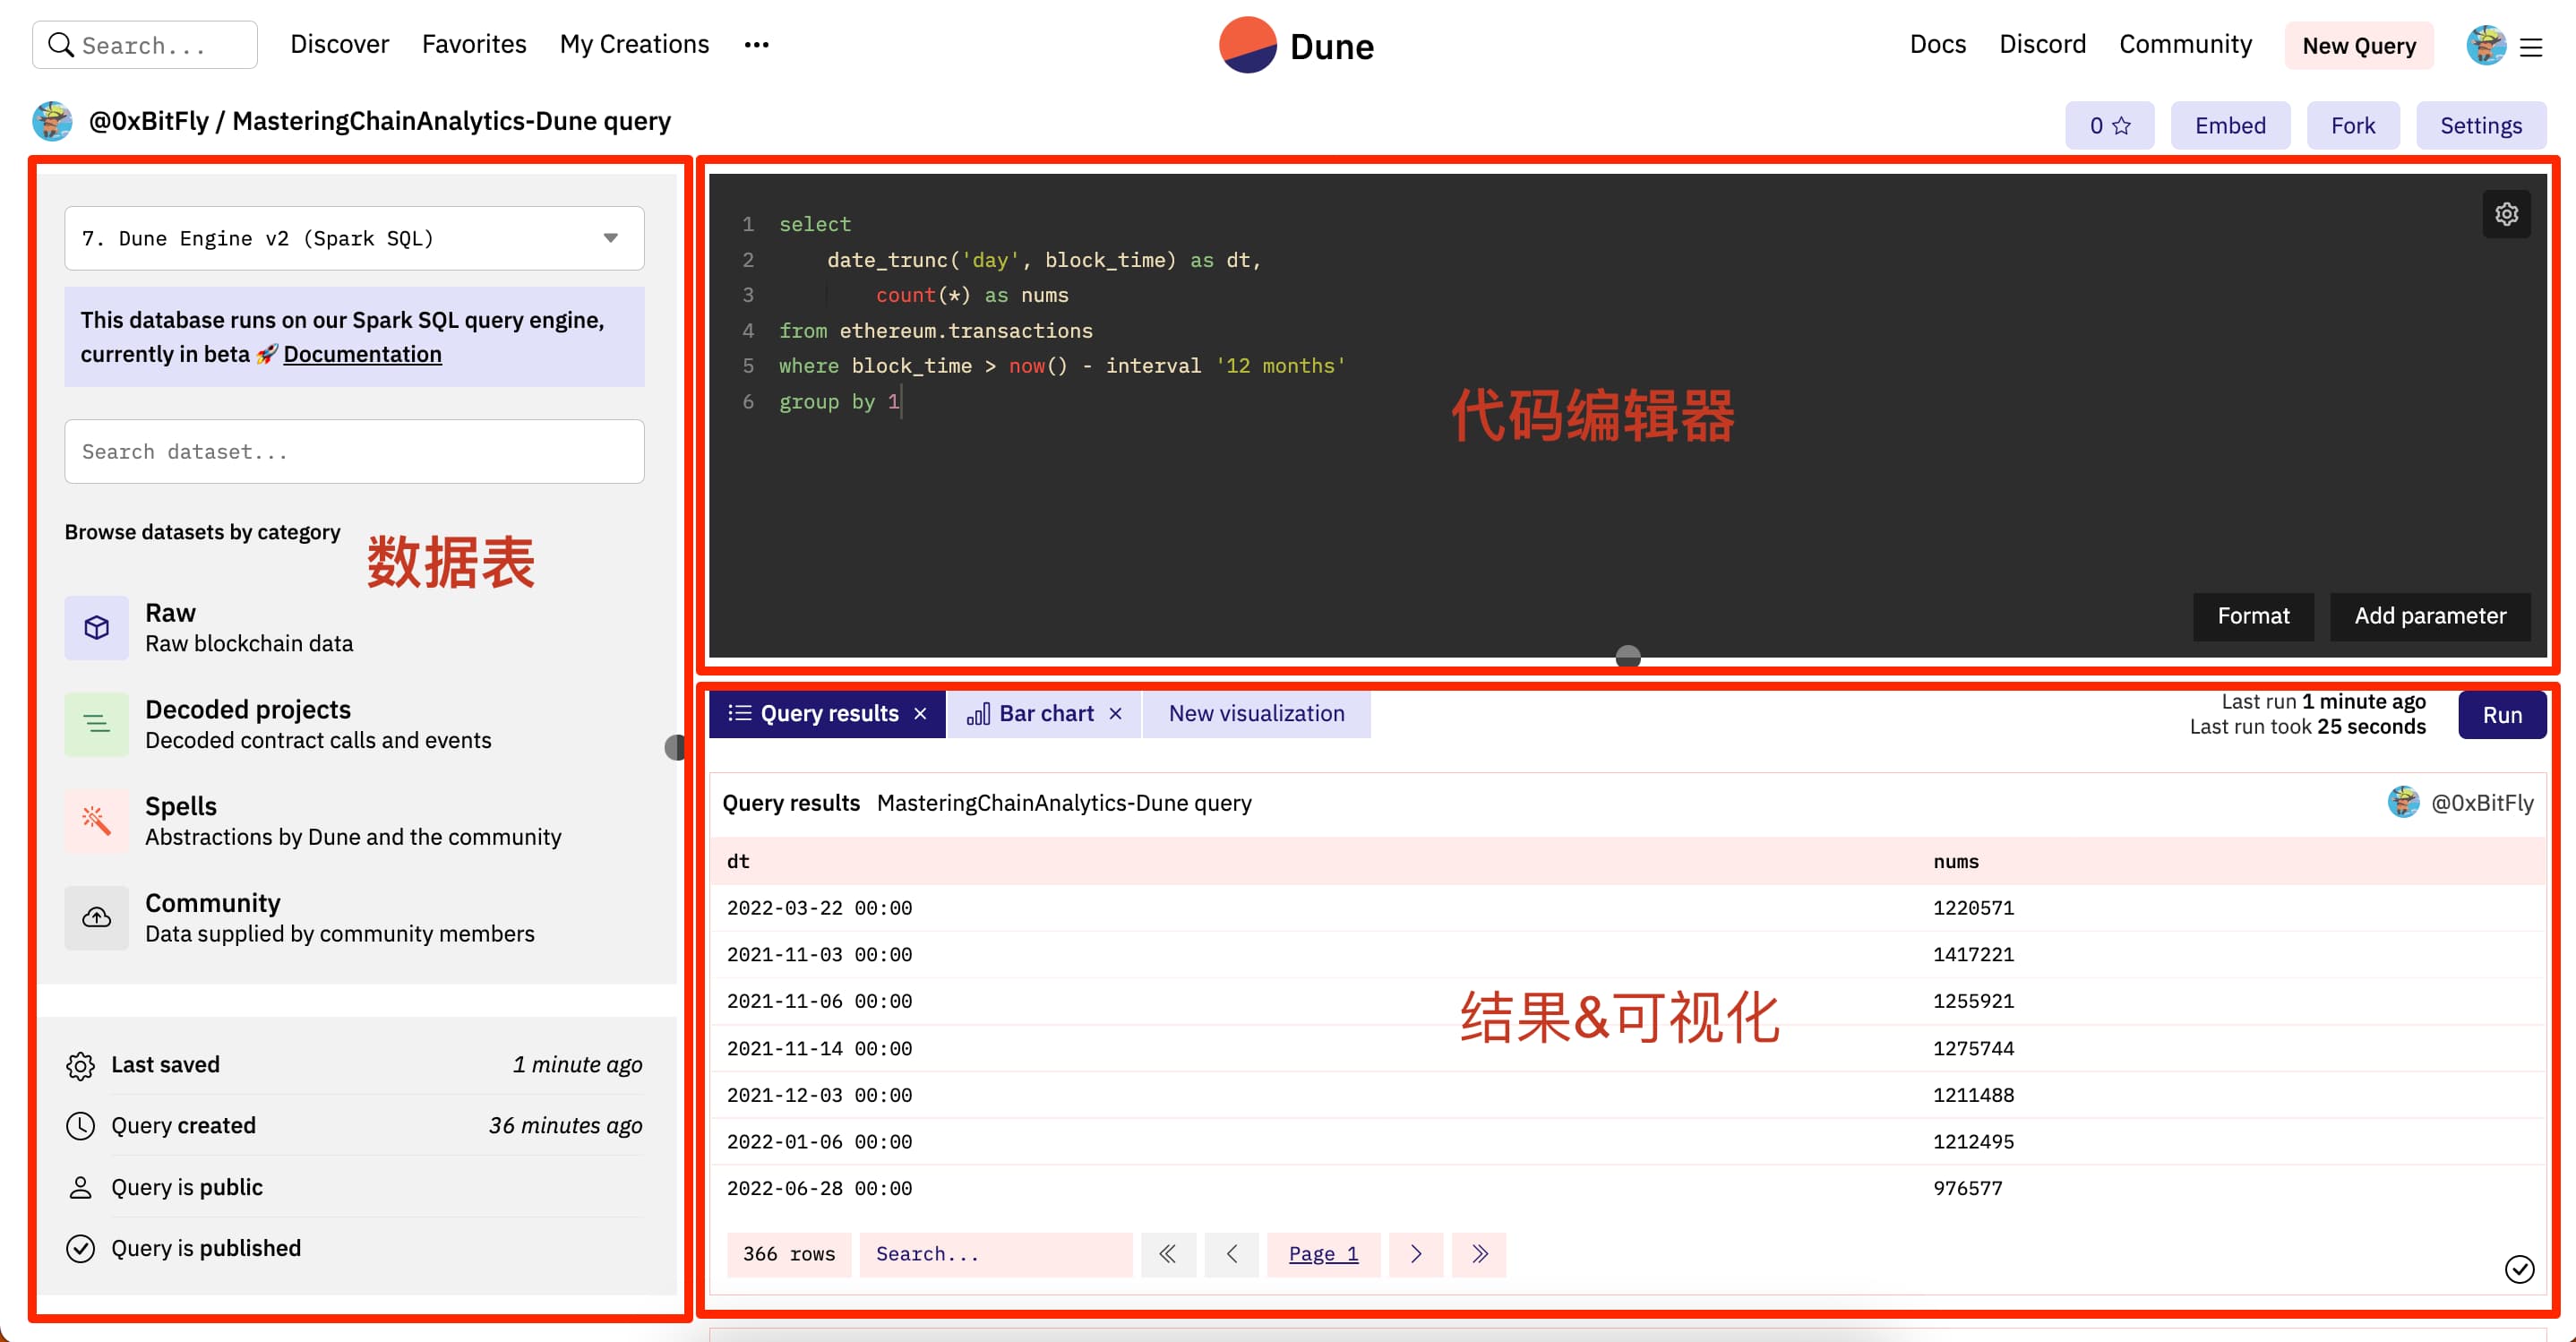 Search...
Discover
Favorites
My Creations
Dune
Docs
Discord
Community
New Query
@0xBitFly / MasteringChainAnalytics-Dune query
0
Embed
Fork
Settings
7. Dune Engine v2 (Spark SQL)
This database runs on our Spark SQL query engine,
currently in beta 🚀 Documentation
Search dataset...
Browse datasets by category
数据表
Raw
Raw blockchain data
Decoded projects
Decoded contract calls and events
Spells
Abstractions by Dune and the community
Community
Data supplied by community members
Last saved 1 minute ago
Query created 36 minutes ago
Query is public
Query is published
1 select
2 date_trunc('day', block_time) as dt,
3 count(*) as nums
4 from ethereum.transactions
5 where block_time > now() - interval '12 months'
6 group by 1
代码编辑器
Format
Add parameter
Query results
Bar chart
New visualization
Last run 1 minute ago
Last run took 25 seconds
Run
Query results MasteringChainAnalytics-Dune query
@0xBitFly
dt nums
2022-03-22 00:00 1220571
2021-11-03 00:00 1417221
2021-11-06 00:00 1255921
结果&可视化
2021-11-14 00:00 1275744
2021-12-03 00:00 1211488
2022-01-06 00:00 1212495
2022-06-28 00:00 976577
366 rows
Search...
Page 1